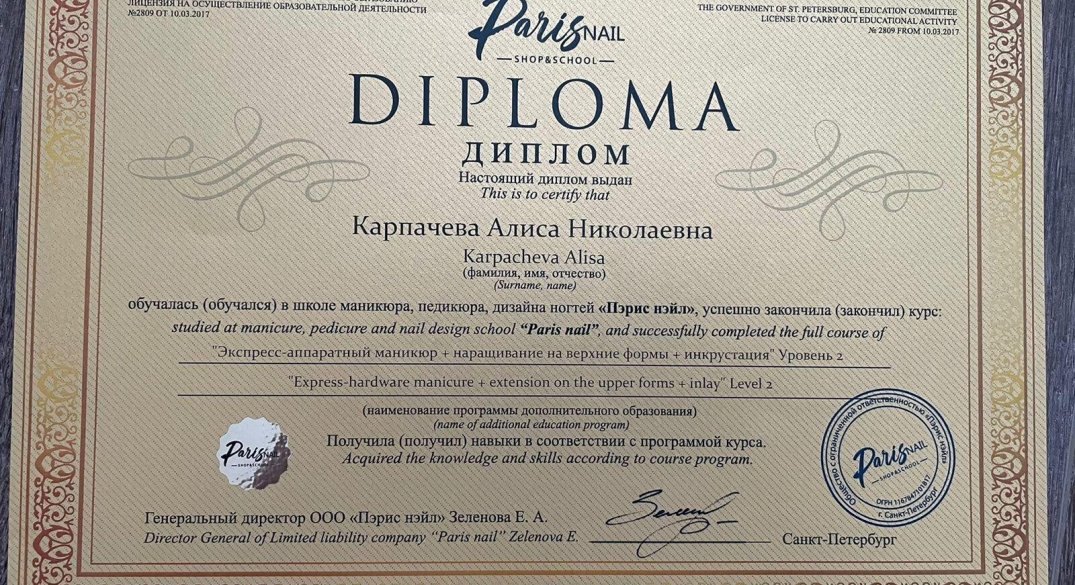 ЛИЦЕНЗИЯ НА ОСУЩЕСТВЛЕНИЕ ОБРАЗОВАТЕЛЬНОЙ ДЕЯТЕЛЬНОСТИ
№2809 ОТ 10.03.2017
THE GOVERNMENT OF ST. PETERSBURG, EDUCATION COMMITTEE
LICENSE TO CARRY OUT EDUCATIONAL ACTIVITY
№ 2809 FROM 10.03.2017
Paris NAIL
SHOP&SCHOOL
DIPLOMA
ДИПЛОМ
Настоящий диплом выдан
This is to certify that
Карпачева Алиса Николаевна
Karpacheva Alisa
(фамилия, имя, отчество)
(Surname, name)
обучалась (обучался) в школе маникюра, педикюра, дизайна ногтей «Пэрис нэйл», успешно закончила (закончил) курс:
studied at manicure, pedicure and nail design school “Paris nail”, and successfully completed the full course of
"Экспресс-аппаратный маникюр + наращивание на верхние формы + инкрустация" Уровень 2
"Express-hardware manicure + extension on the upper forms + inlay" Level 2
(наименование программы дополнительного образования)
(name of additional education program)
Получила (получил) навыки в соответствии с программой курса.
Acquired the knowledge and skills according to course program.
Paris NAIL
SHOP&SCHOOL
Общество с ограниченной ответственностью «Пэрис нэйл»
Paris NAIL
SHOP&SCHOOL
ОГРН 1167847101817
г. Санкт-Петербург
Генеральный директор ООО «Пэрис нэйл» Зеленова Е. А.
Director General of Limited liability company “Paris nail” Zelenova E.
Санкт-Петербург